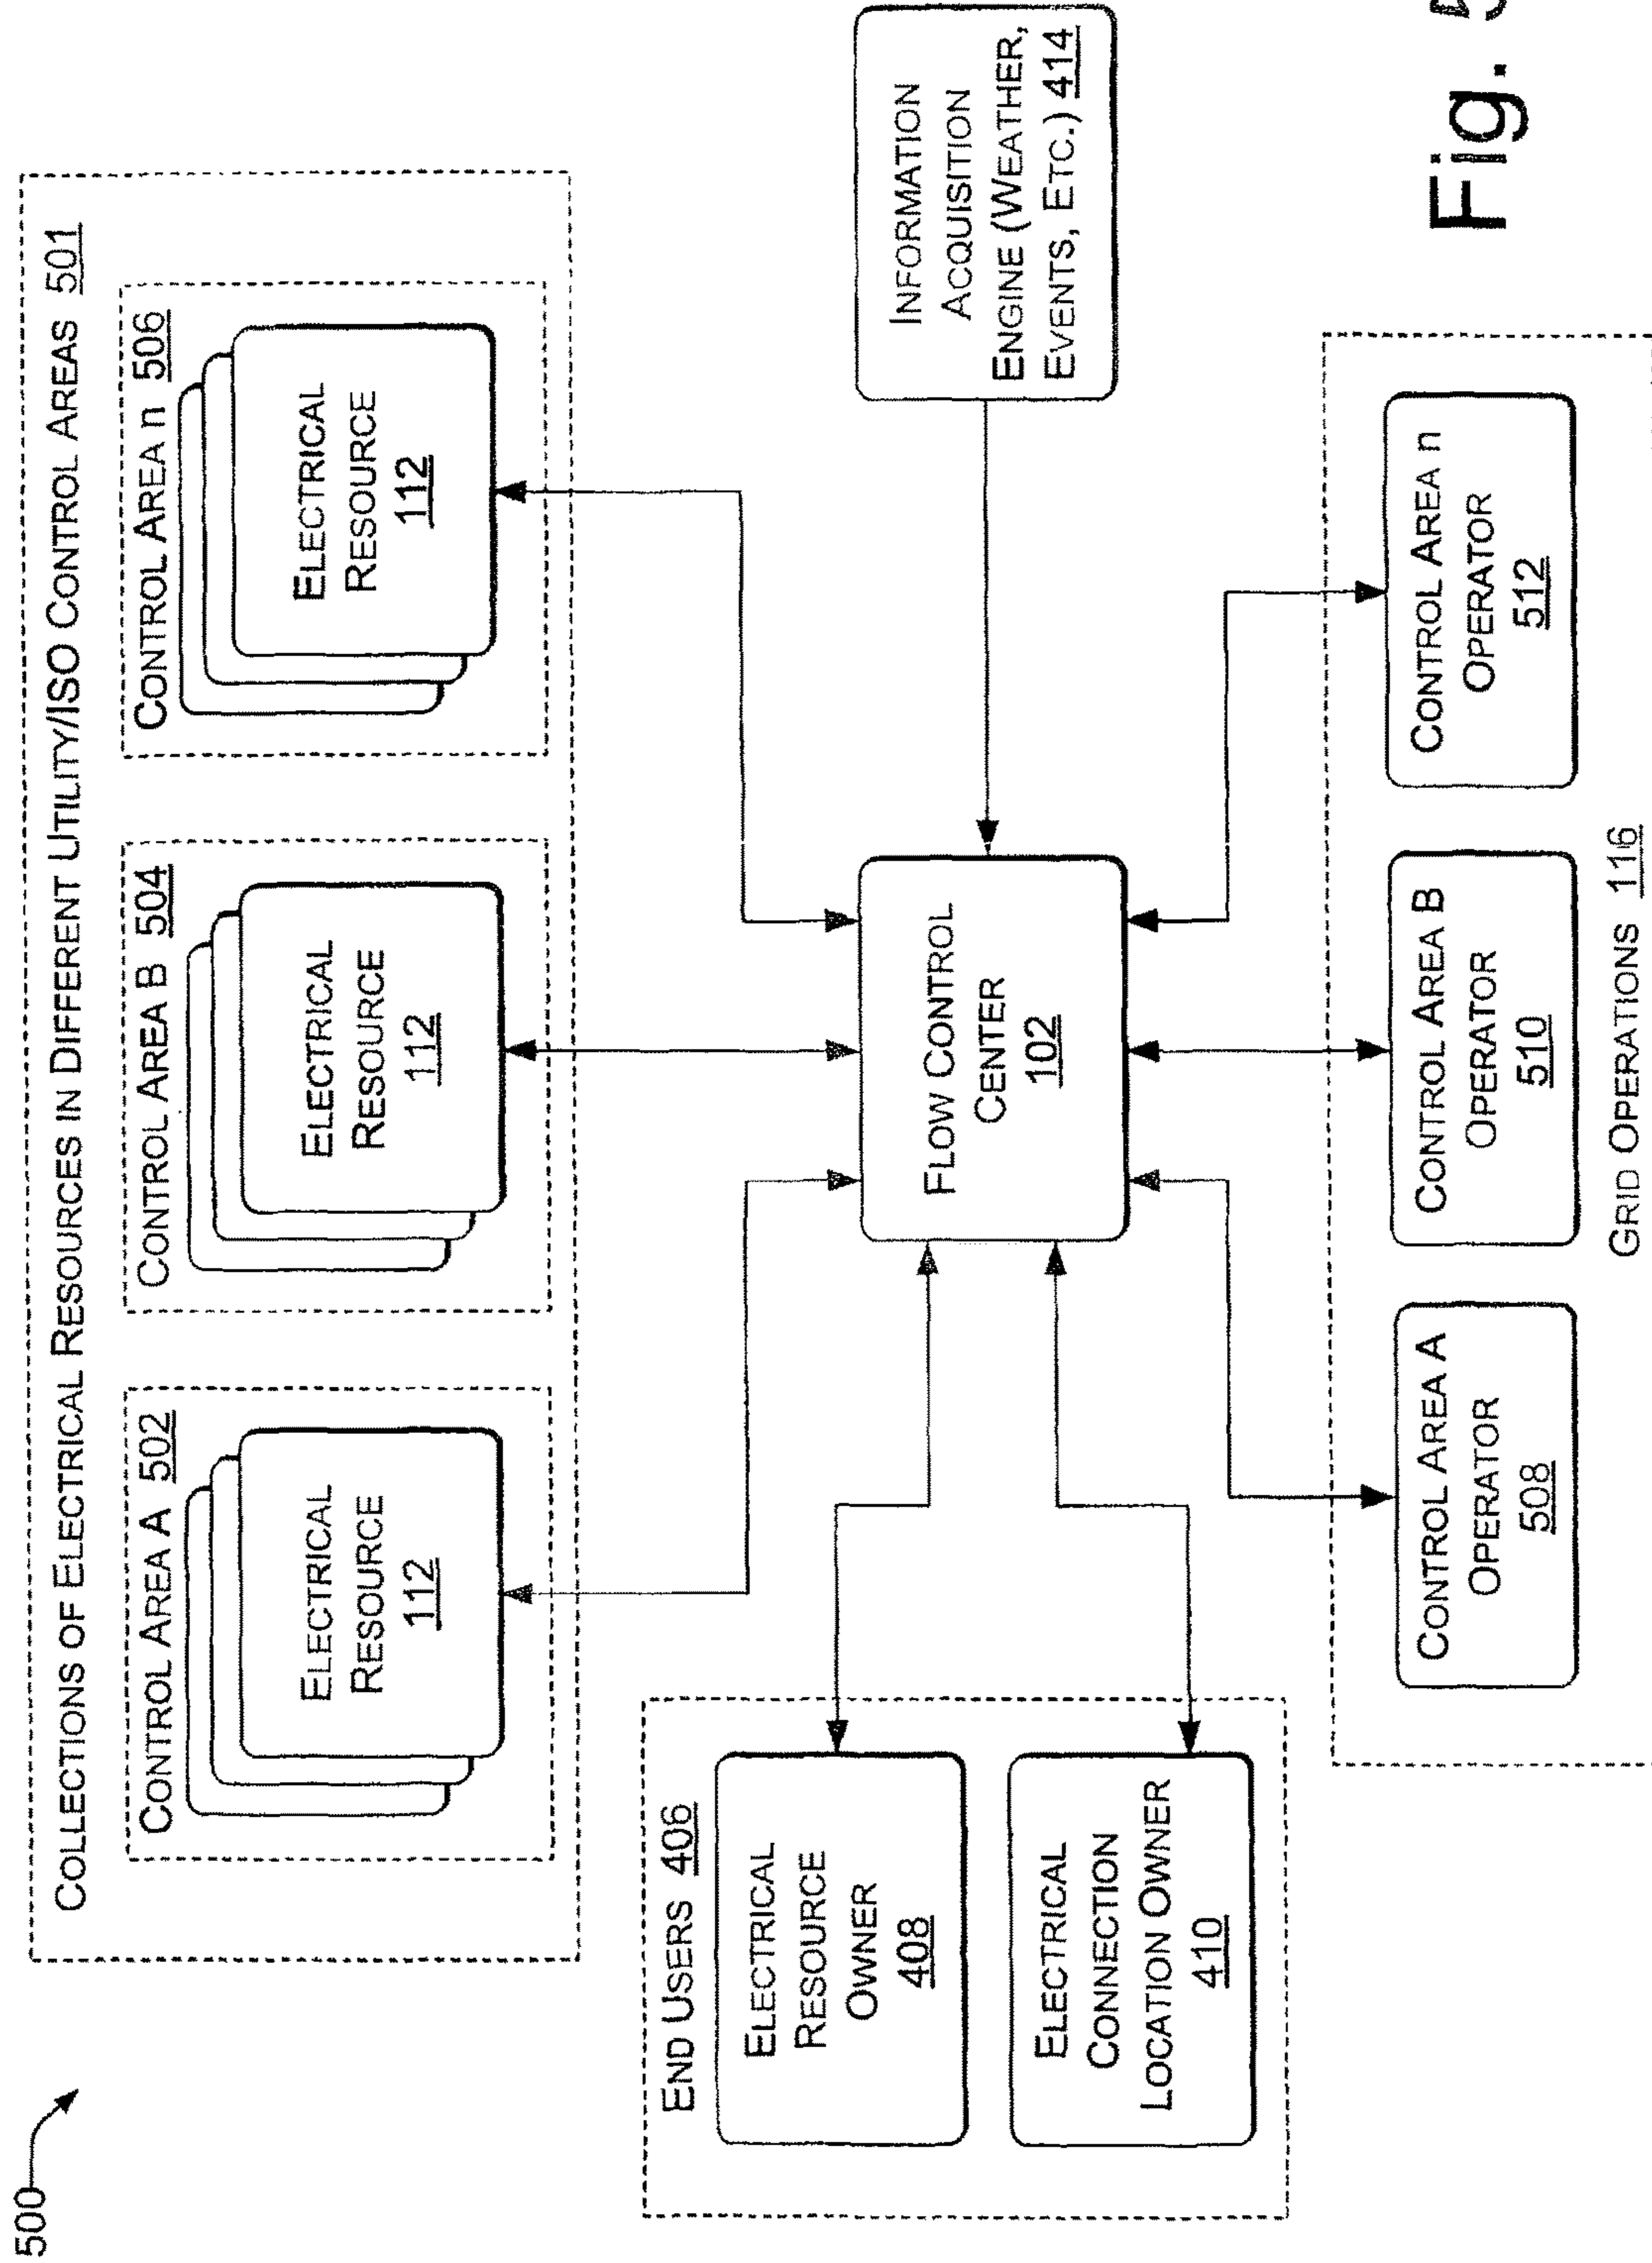 500
COLLECTIONS OF ELECTRICAL RESOURCES IN DIFFERENT UTILITY/ISO CONTROL AREAS 501
CONTROL AREA A 502
ELECTRICAL
RESOURCE
112
CONTROL AREA B 504
ELECTRICAL
RESOURCE
112
CONTROL AREA n 506
ELECTRICAL
RESOURCE
112
END USERS 406
ELECTRICAL
RESOURCE
OWNER
408
ELECTRICAL
CONNECTION
LOCATION OWNER
410
FLOW CONTROL
CENTER
102
INFORMATION
ACQUISITION
ENGINE (WEATHER,
EVENTS, ETC.) 414
CONTROL AREA A
OPERATOR
508
CONTROL AREA B
OPERATOR
510
CONTROL AREA n
OPERATOR
512
GRID OPERATIONS 116
Fig. 5